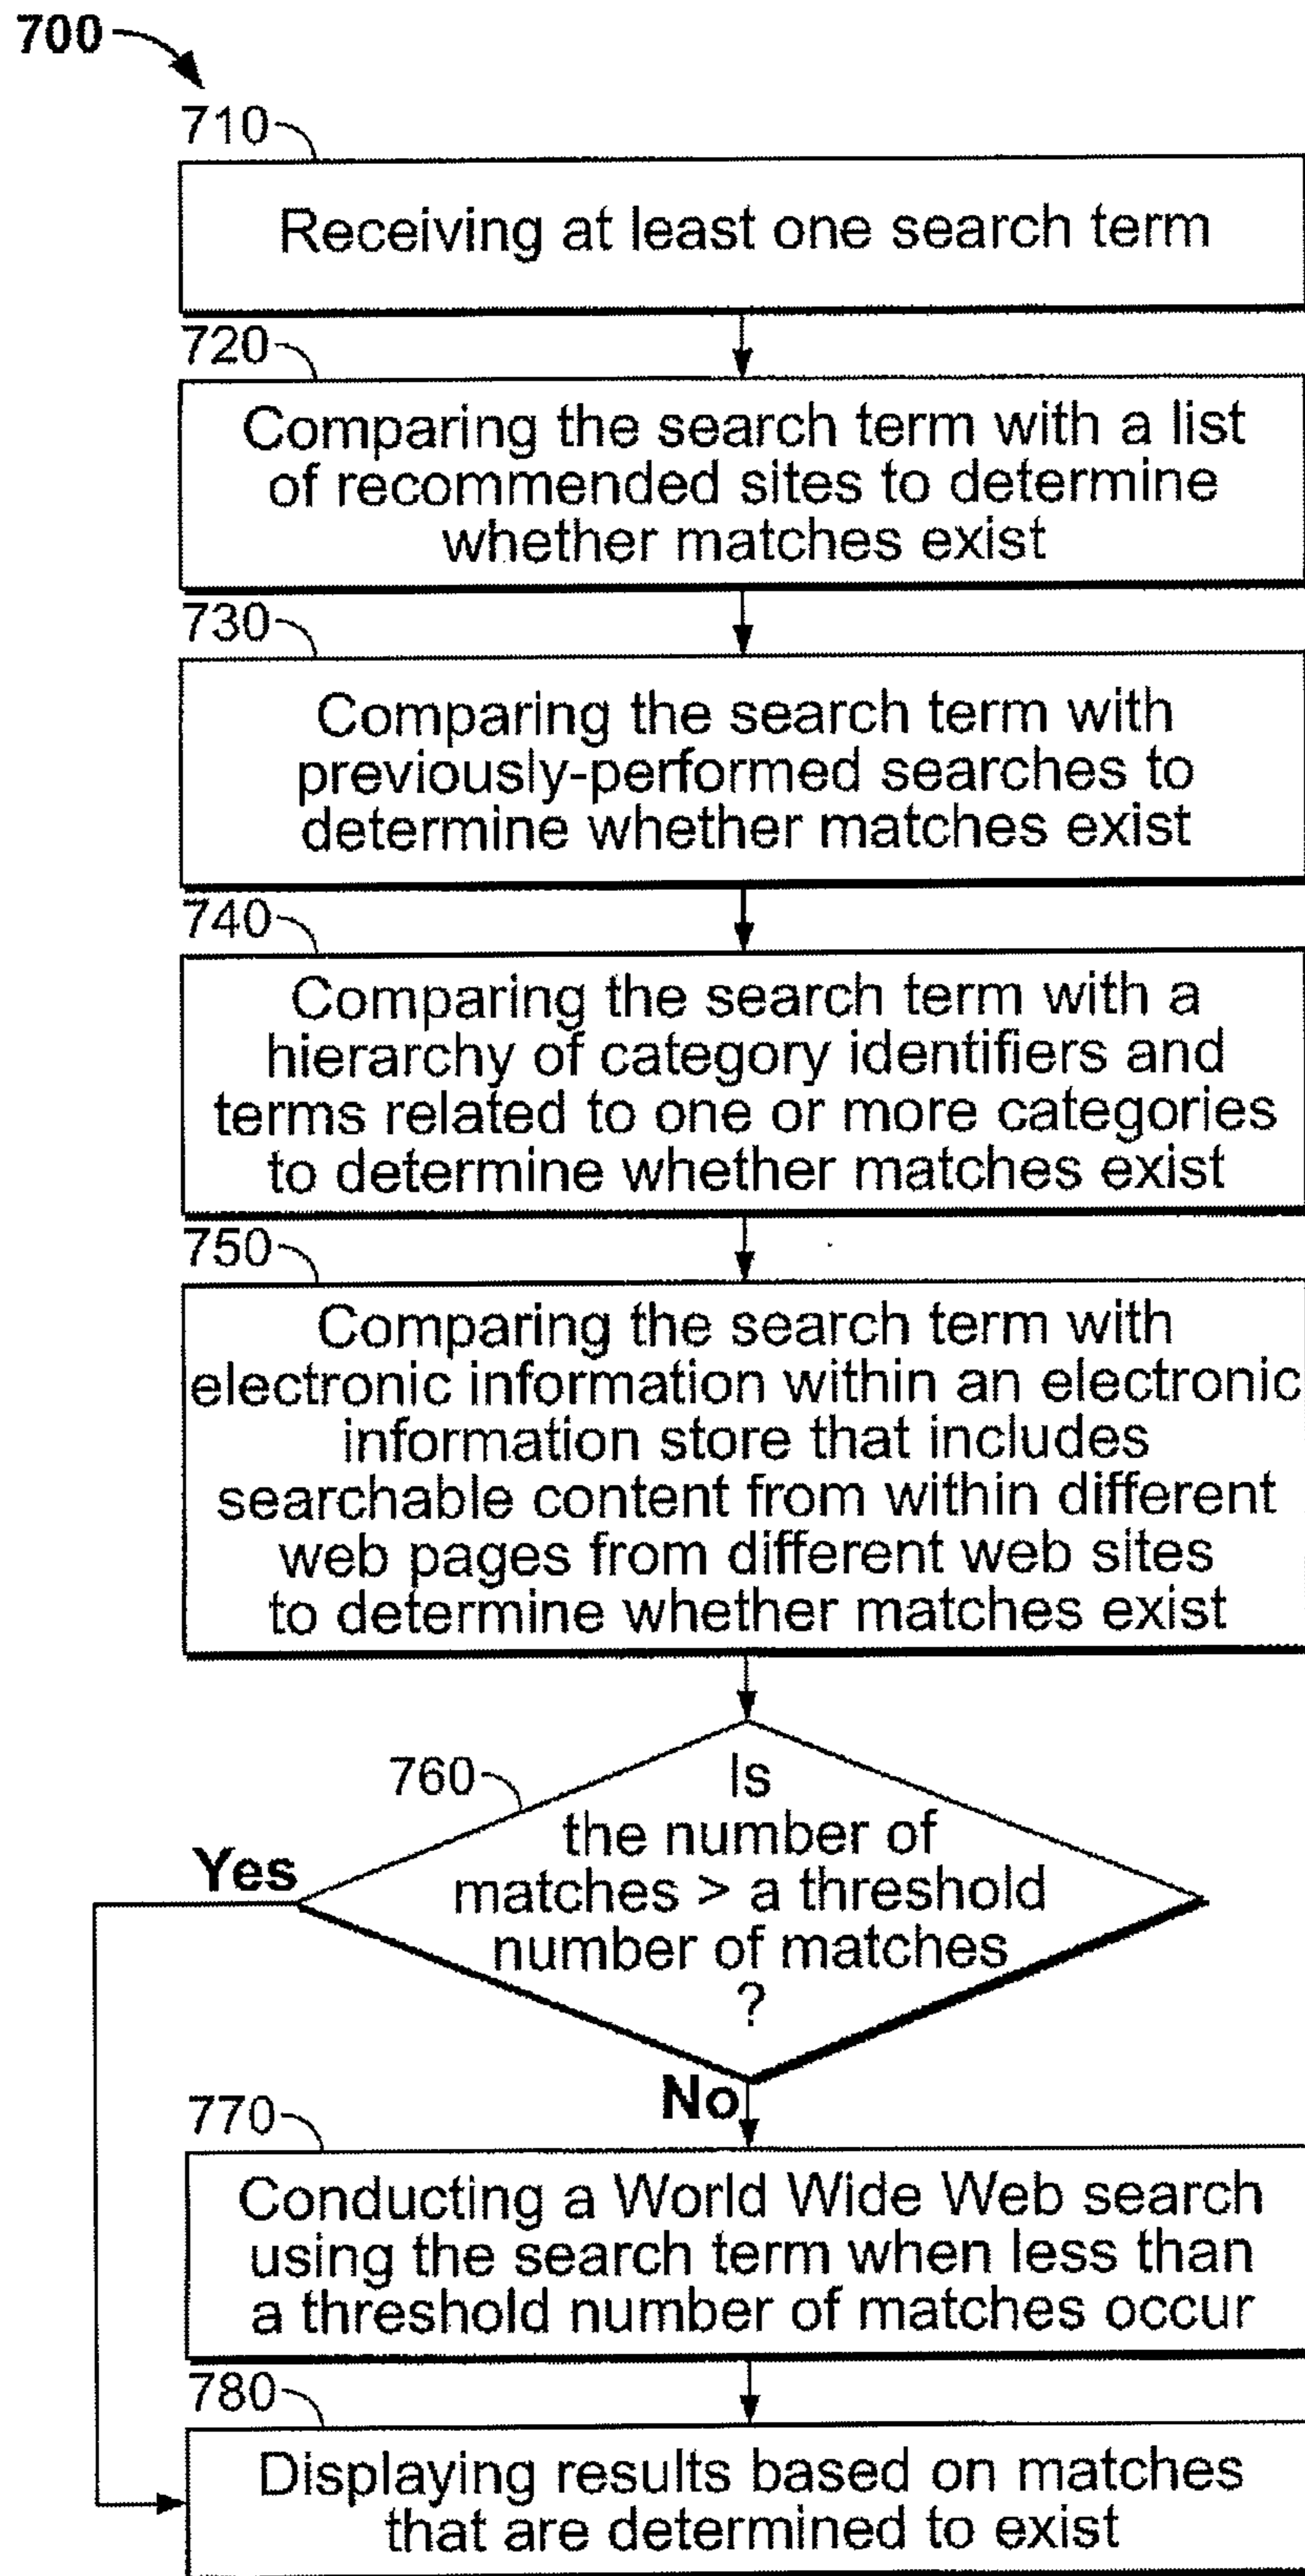 700
710
Receiving at least one search term
720
Comparing the search term with a list
of recommended sites to determine
whether matches exist
730
Comparing the search term with
previously-performed searches to
determine whether matches exist
740
Comparing the search term with a
hierarchy of category identifiers and
terms related to one or more categories
to determine whether matches exist
750
Comparing the search term with
electronic information within an electronic
information store that includes
searchable content from within different
web pages from different web sites
to determine whether matches exist
760
Is
the number of
matches > a threshold
number of matches
?
Yes
No
770
Conducting a World Wide Web search
using the search term when less than
a threshold number of matches occur
780
Displaying results based on matches
that are determined to exist